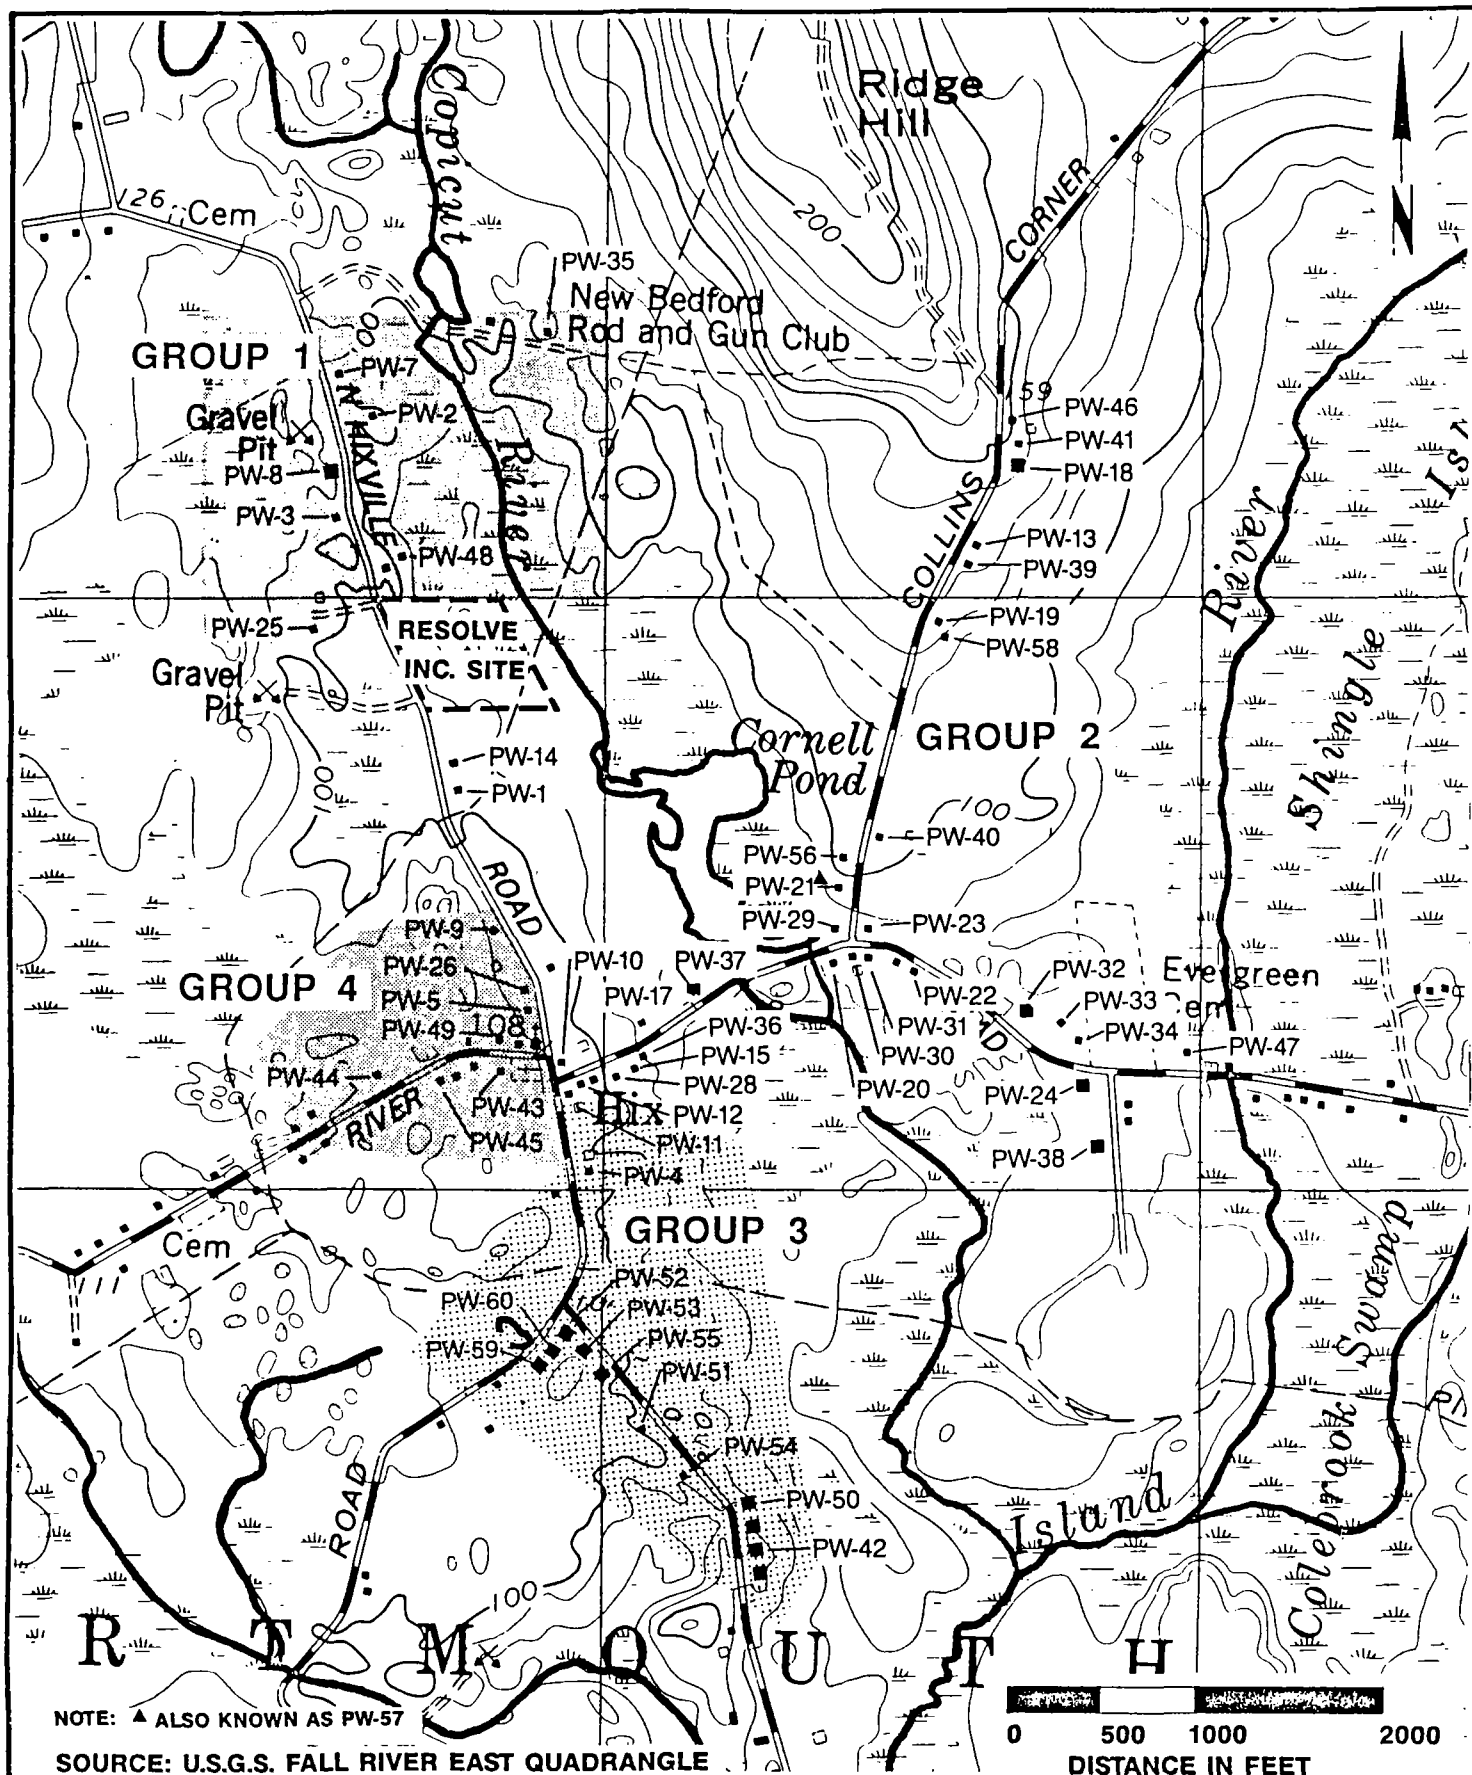 Ridge
Hill
Copicut
200
CORNER
126
Cem
N
PW-35
New Bedford
Rod and Gun Club
GROUP 1
100
PW-7
N.
PW-2
159
PW-46
Gravel
Pit
HIXVILLE
River
PW-41
PW-8
PW-18
PW-3
COLLINS
PW-48
PW-13
PW-39
River
PW-25
RESOLVE
INC. SITE
PW-19
PW-58
Gravel
Pit
Shingle
Cornell
Pond
GROUP 2
100
PW-14
PW-1
100
PW-40
PW-56
PW-21▲
ROAD
PW-9
PW-29
PW-23
PW-26
PW-10
PW-37
PW-32
Evergreen
GROUP 4
PW-5
PW-17
PW-22
PW-33
PW-49
108
PW-36
PW-31
PW-34
PW-15
PW-30
PW-47
PW-44
PW-28
PW-20
PW-24
RIVER
PW-43
Hix
PW-12
PW-45
PW-11
PW-38
PW-4
GROUP 3
Cem
Swamp
PW-52
PW-60
PW-53
PW-59
PW-55
PW-51
Colebrook
PW-54
ROAD
PW-50
Island
PW-42
100
R T M O U T H
NOTE: ▲ ALSO KNOWN AS PW-57
0 500 1000 2000
SOURCE: U.S.G.S. FALL RIVER EAST QUADRANGLE
DISTANCE IN FEET